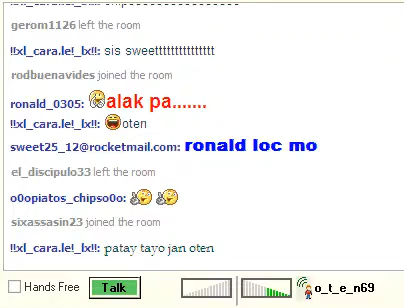 gerom1126 left the room
!!xl_cara.le!_lx!!: sis sweetttttttttttttttt
rodbuenavides joined the room
ronald_0305: alak pa.......
!!xl_cara.le!_lx!!: oten
sweet25_12@rocketmail.com: ronald loc mo
el_discipulo33 left the room
o0opiatos_chipso0o:
sixassasin23 joined the room
!!xl_cara.le!_lx!!: patay tayo jan oten
Hands Free Talk o_t_e_n69